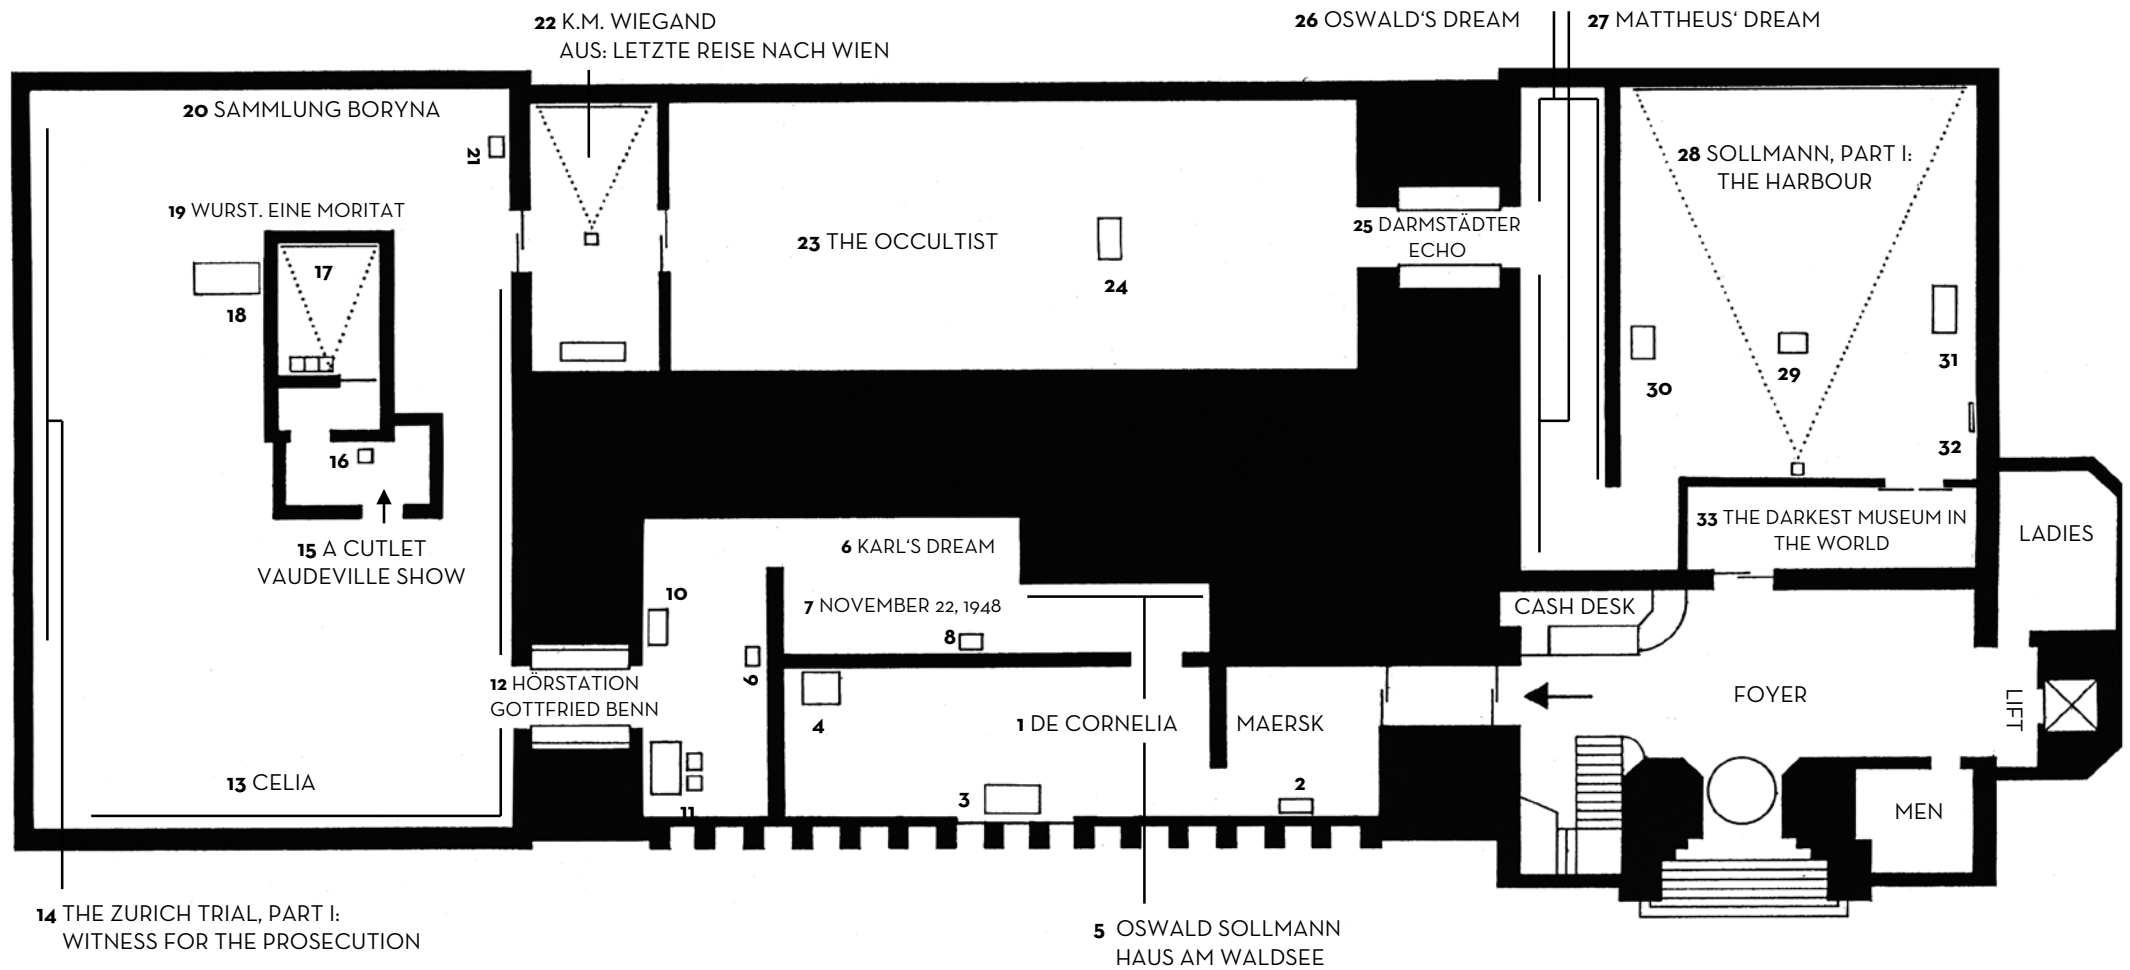 22 K.M. WIEGAND
AUS: LETZTE REISE NACH WIEN
26 OSWALD‘S DREAM
27 MATTHEUS‘ DREAM
20 SAMMLUNG BORYNA
21
28 SOLLMANN, PART I:
THE HARBOUR
19 WURST. EINE MORITAT
17
18
23 THE OCCULTIST
24
25 DARMSTÄDTER
ECHO
30
29
31
32
16
15 A CUTLET
VAUDEVILLE SHOW
33 THE DARKEST MUSEUM IN
THE WORLD
LADIES
6 KARL‘S DREAM
7 NOVEMBER 22, 1948
8
10
9
CASH DESK
12 HÖRSTATION
GOTTFRIED BENN
4
1 DE CORNELIA
MAERSK
FOYER
LIFT
13 CELIA
11
3
2
MEN
14 THE ZURICH TRIAL, PART I:
WITNESS FOR THE PROSECUTION
5 OSWALD SOLLMANN
HAUS AM WALDSEE